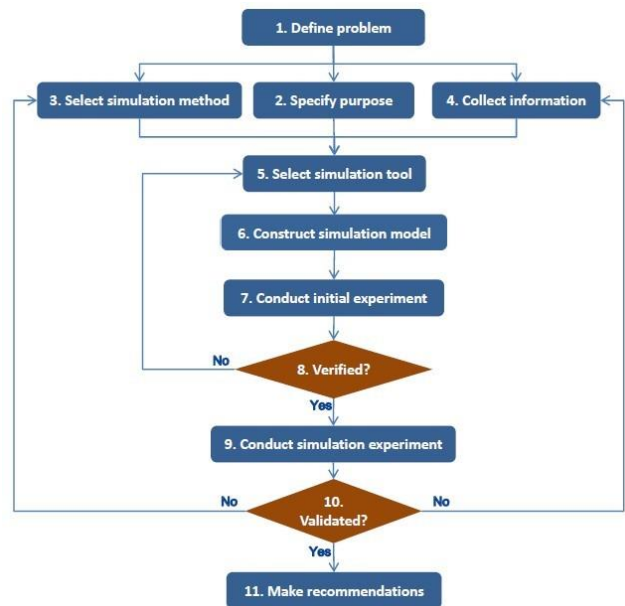 1. Define problem
3. Select simulation method
2. Specify purpose
4. Collect information
5. Select simulation tool
6. Construct simulation model
7. Conduct initial experiment
No
8. Verified?
Yes
9. Conduct simulation experiment
No
10.
Validated?
No
Yes
11. Make recommendations